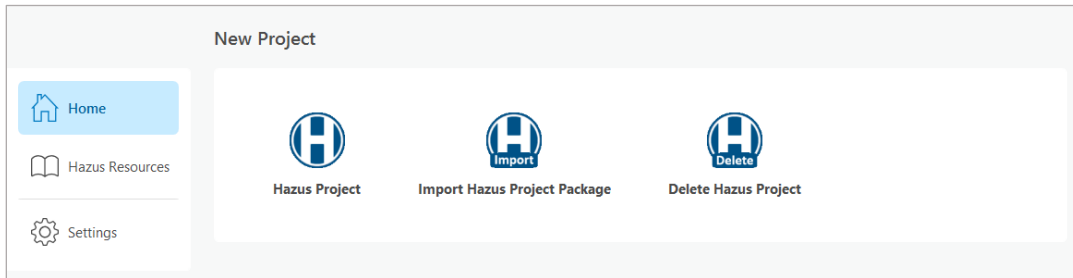 New Project
Home
Hazus Resources
Settings
H
Hazus Project
H
Import
Import Hazus Project Package
H
Delete
Delete Hazus Project